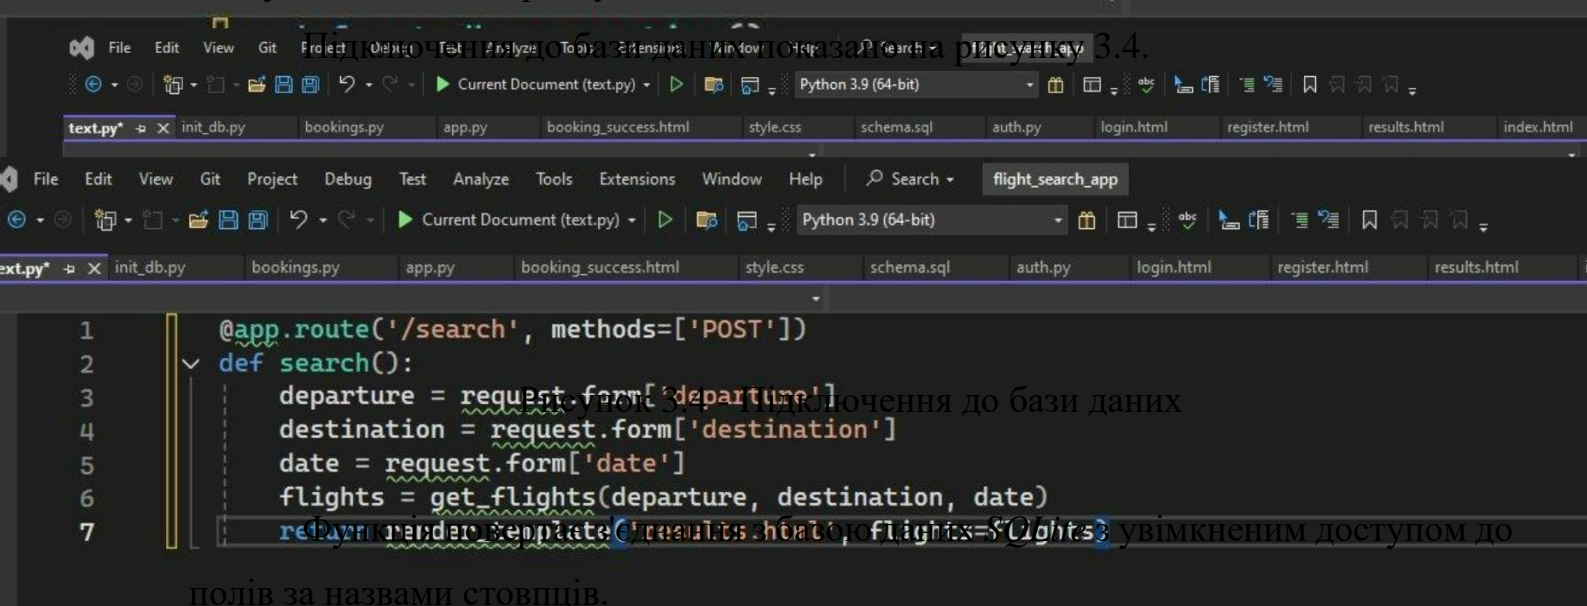 File Edit View Git Project Debug Test Analyze Tools Extensions Window Help Search flight_search_app
Підключення до бази даних показано на рисунку 3.4.
Current Document (text.py) Python 3.9 (64-bit)
text.py* init_db.py bookings.py app.py booking_success.html style.css schema.sql auth.py login.html register.html results.html index.html
File Edit View Git Project Debug Test Analyze Tools Extensions Window Help Search flight_search_app
Current Document (text.py) Python 3.9 (64-bit)
ext.py* init_db.py bookings.py app.py booking_success.html style.css schema.sql auth.py login.html register.html results.html
1 @app.route('/search', methods=['POST'])
2 def search():
3 departure = request.form['departure']
Рисунок 3.4 - Підключення до бази даних
4 destination = request.form['destination']
5 date = request.form['date']
6 flights = get_flights(departure, destination, date)
7 return render_template('results.html', flights=flights)
Функція повертає з'єднання з базою даних SQLite з увімкненим доступом до
полів за назвами стовпців.